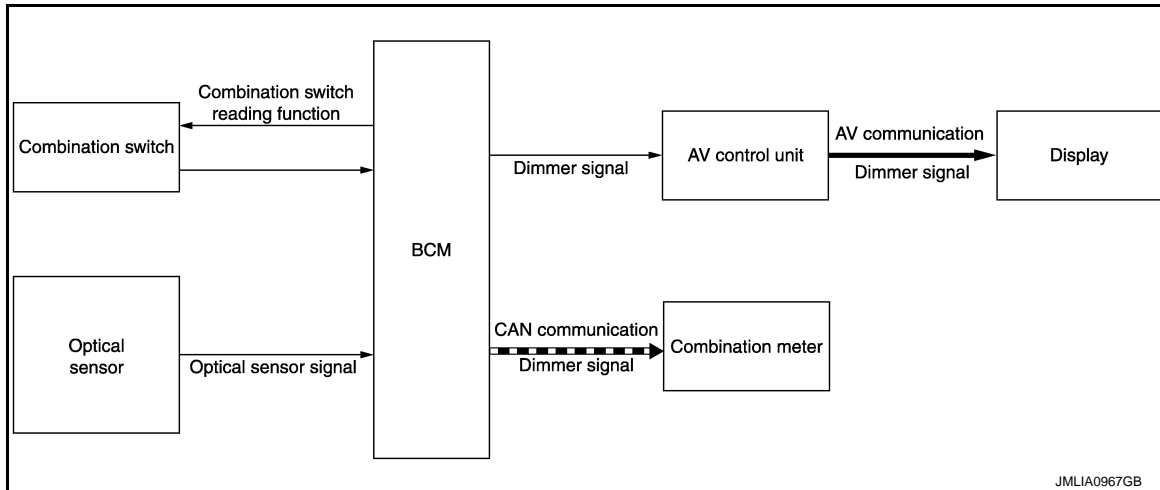 Combination switch
reading function
Combination switch
Dimmer signal
AV control unit
AV communication
Dimmer signal
Display
BCM
Optical
sensor
Optical sensor signal
CAN communication
Dimmer signal
Combination meter
JMLIA0967GB